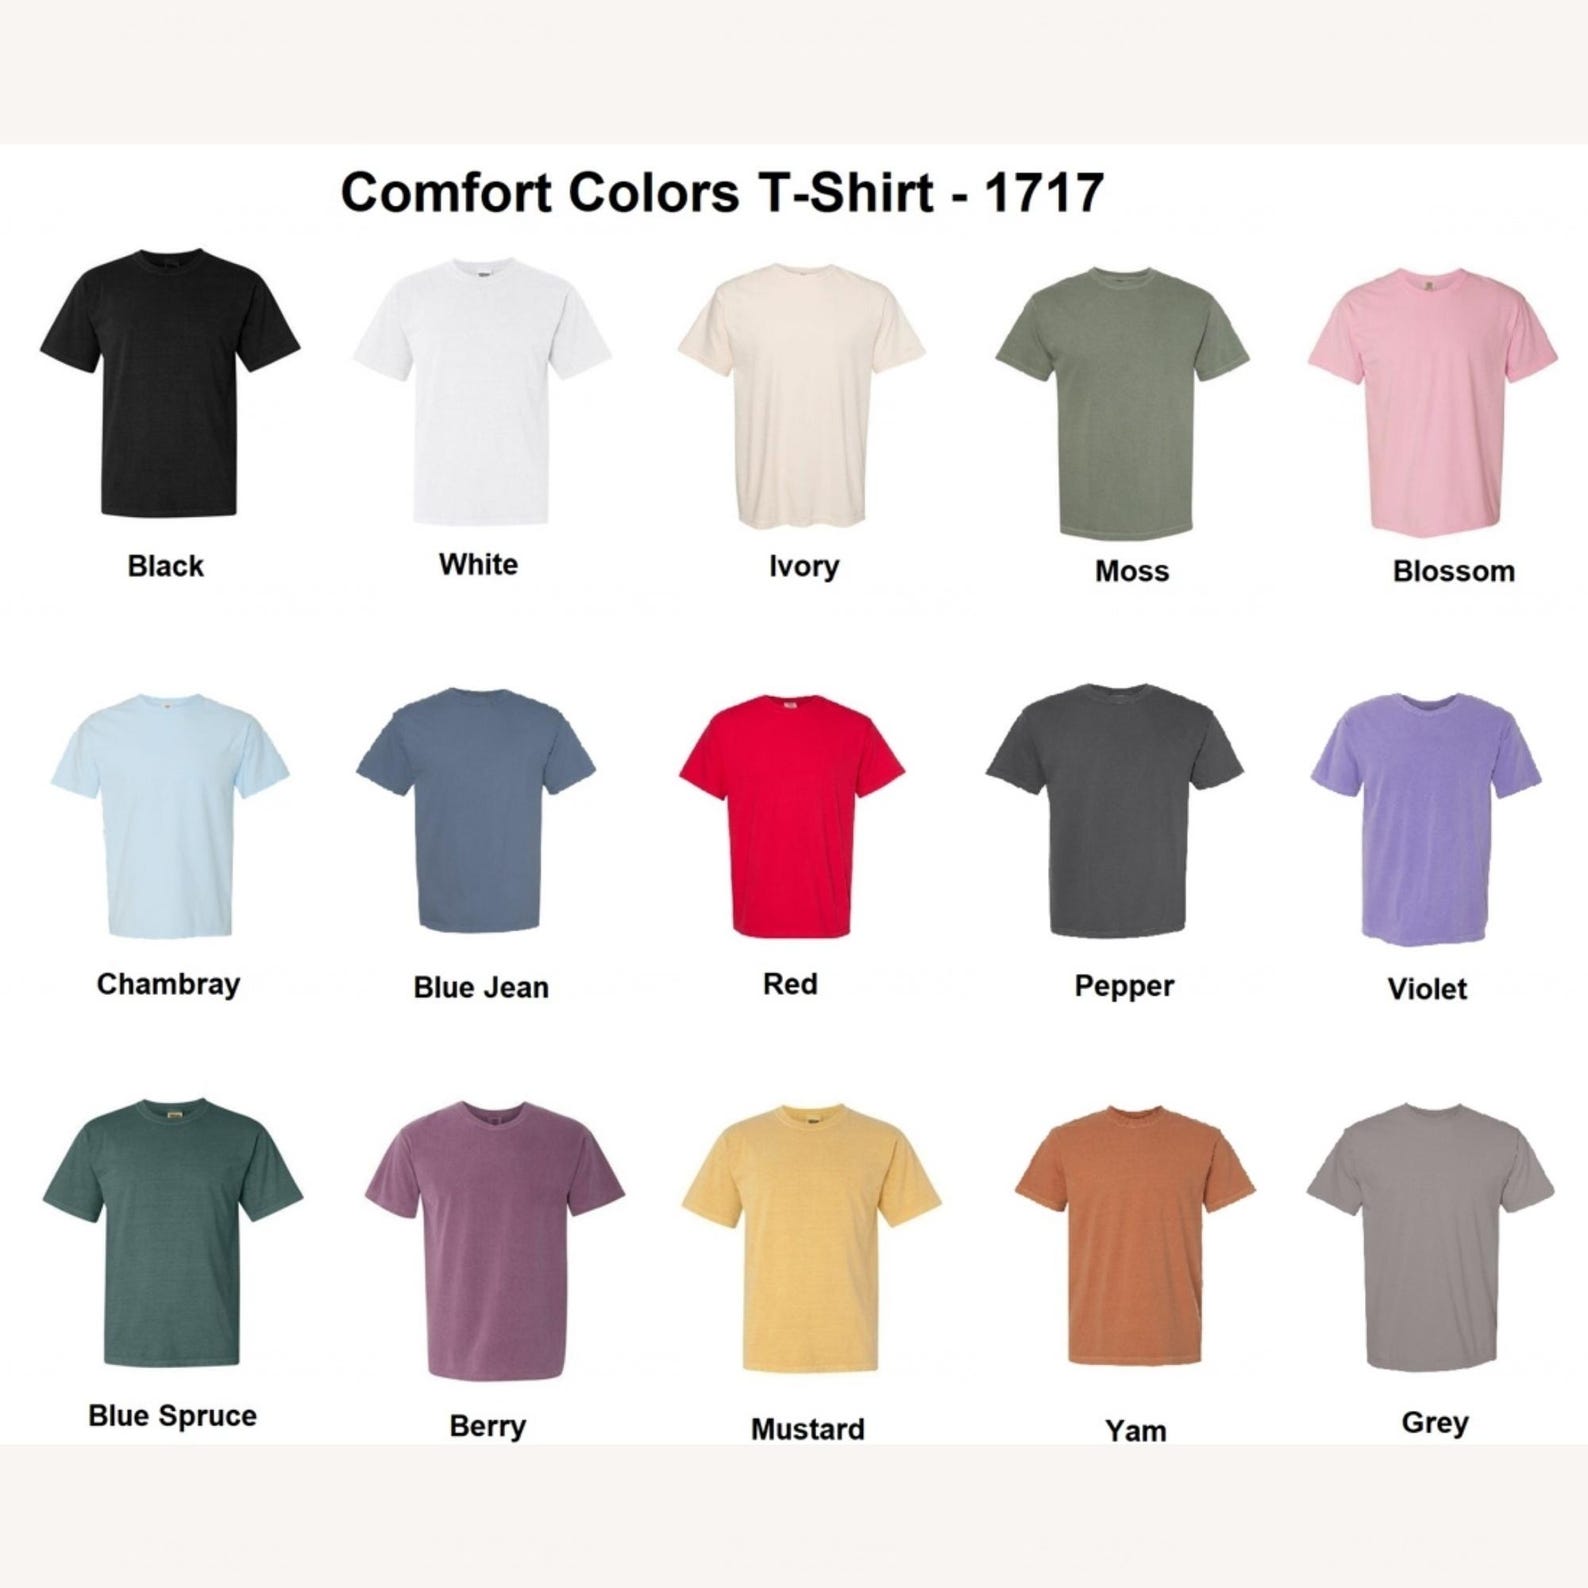 Comfort Colors T-Shirt - 1717
Black
White
Ivory
Moss
Blossom
Chambray
Blue Jean
Red
Pepper
Violet
Blue Spruce
Berry
Mustard
Yam
Grey